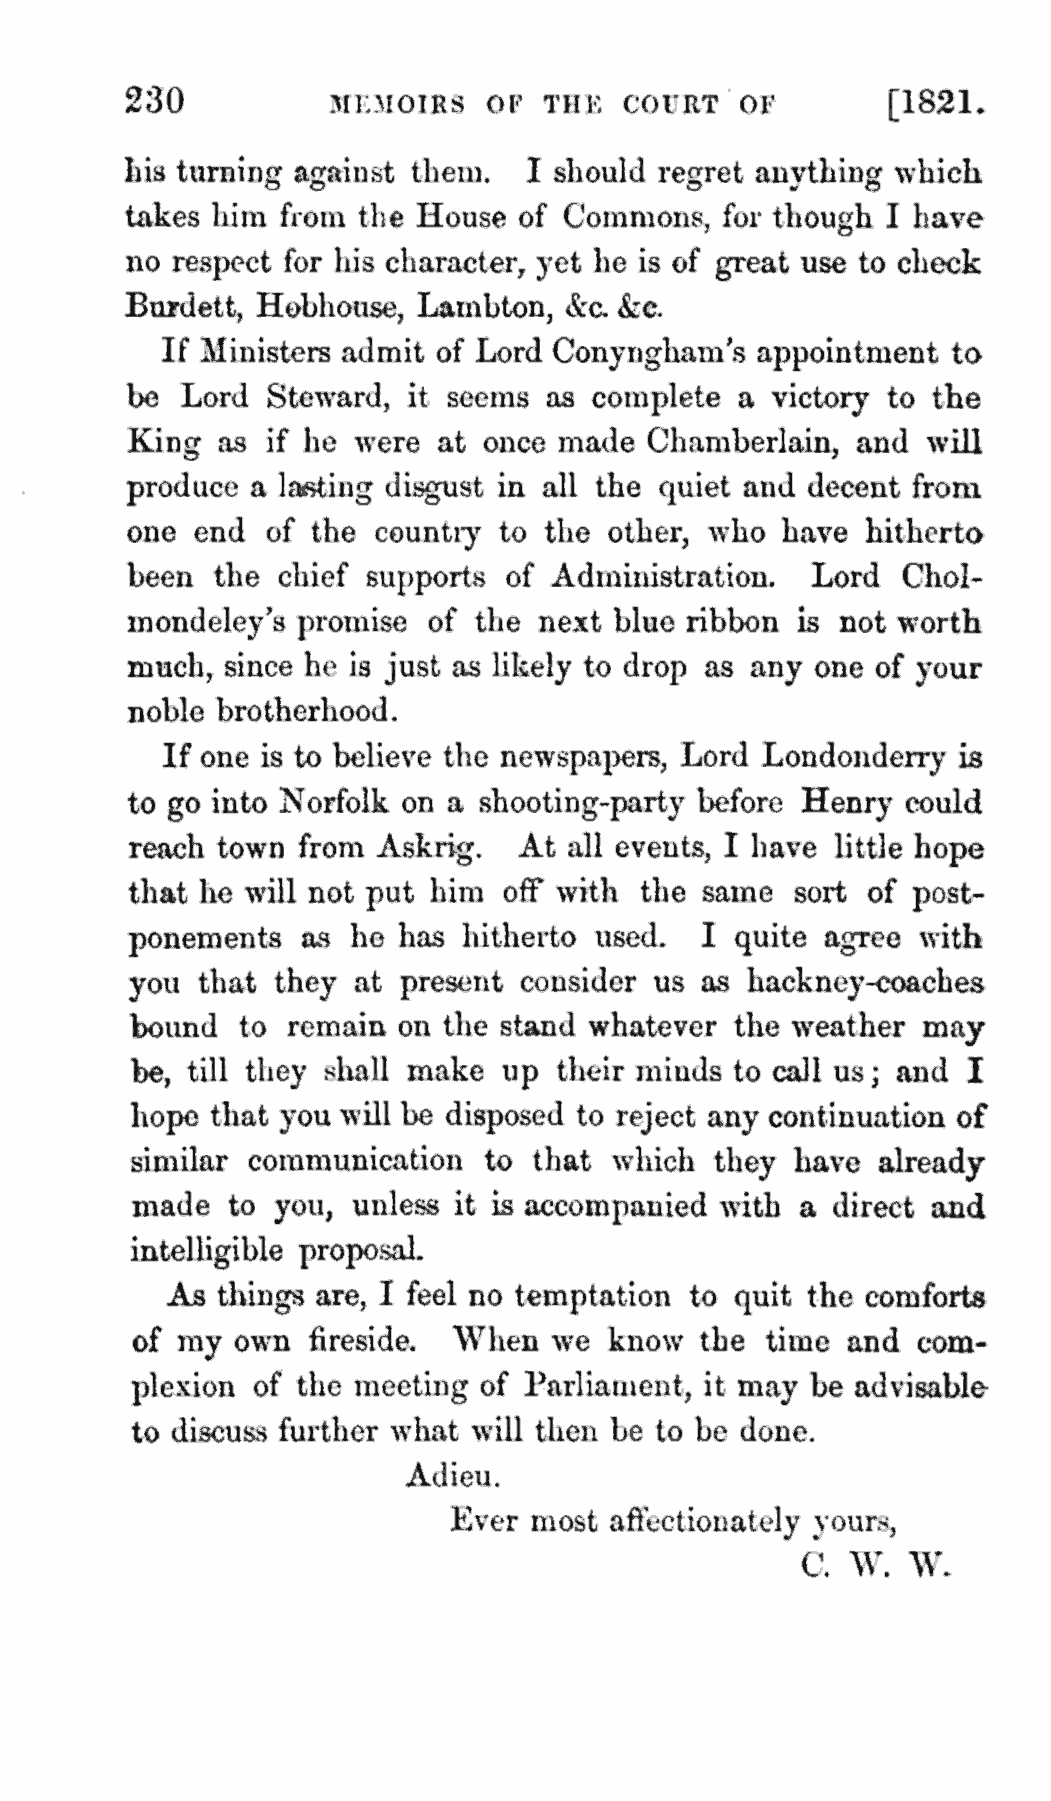 230 MEMOIRS OF THE COURT OF [1821.
his turning against them. I should regret anything which
takes him from the House of Commons, for though I have
no respect for his character, yet he is of great use to check
Burdett, Hobhouse, Lambton, &c. &c.
If Ministers admit of Lord Conyngham's appointment to
be Lord Steward, it seems as complete a victory to the
King as if he were at once made Chamberlain, and will
produce a lasting disgust in all the quiet and decent from
one end of the country to the other, who have hitherto
been the chief supports of Administration. Lord Chol-
mondeley's promise of the next blue ribbon is not worth
much, since he is just as likely to drop as any one of your
noble brotherhood.
If one is to believe the newspapers, Lord Londonderry is
to go into Norfolk on a shooting-party before Henry could
reach town from Askrig. At all events, I have little hope
that he will not put him off with the same sort of post-
ponements as he has hitherto used. I quite agree with
you that they at present consider us as hackney-coaches
bound to remain on the stand whatever the weather may
be, till they shall make up their minds to call us; and I
hope that you will be disposed to reject any continuation of
similar communication to that which they have already
made to you, unless it is accompanied with a direct and
intelligible proposal.
As things are, I feel no temptation to quit the comforts
of my own fireside. When we know the time and com-
plexion of the meeting of Parliament, it may be advisable
to discuss further what will then be to be done.
Adieu.
Ever most affectionately yours,
C. W. W.